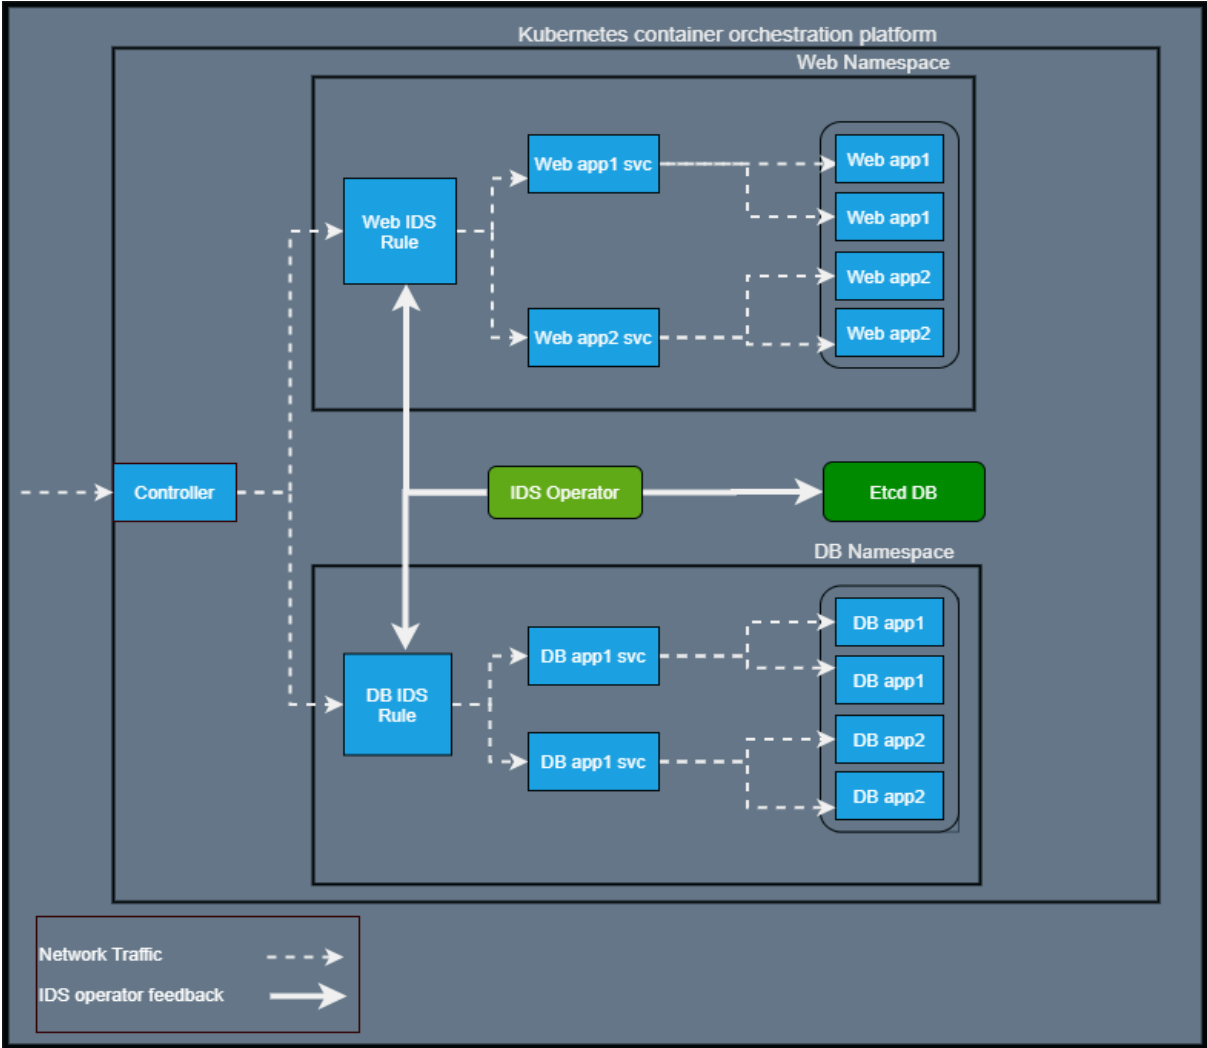 Kubernetes container orchestration platform
Web Namespace
Web IDS
Rule
Web app1 svc
Web app2 svc
Web app1
Web app1
Web app2
Web app2
Controller
IDS Operator
Etcd DB
DB Namespace
DB IDS
Rule
DB app1 svc
DB app1 svc
DB app1
DB app1
DB app2
DB app2
Network Traffic
IDS operator feedback